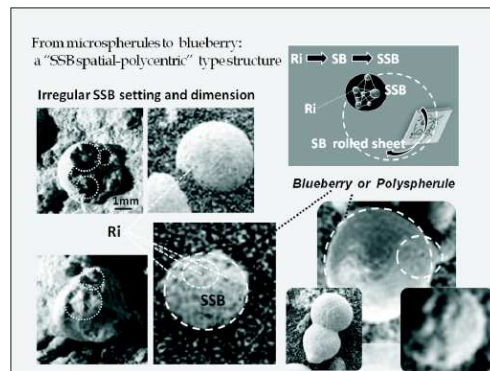 From microspherules to blueberry:
a "SSB spatial-polycentric" type structure
Ri ➡ SB ➡ SSB
SSB
Ri
SB rolled sheet
Irregular SSB setting and dimension
1mm
Blueberry or Polyspherule
Ri
SSB